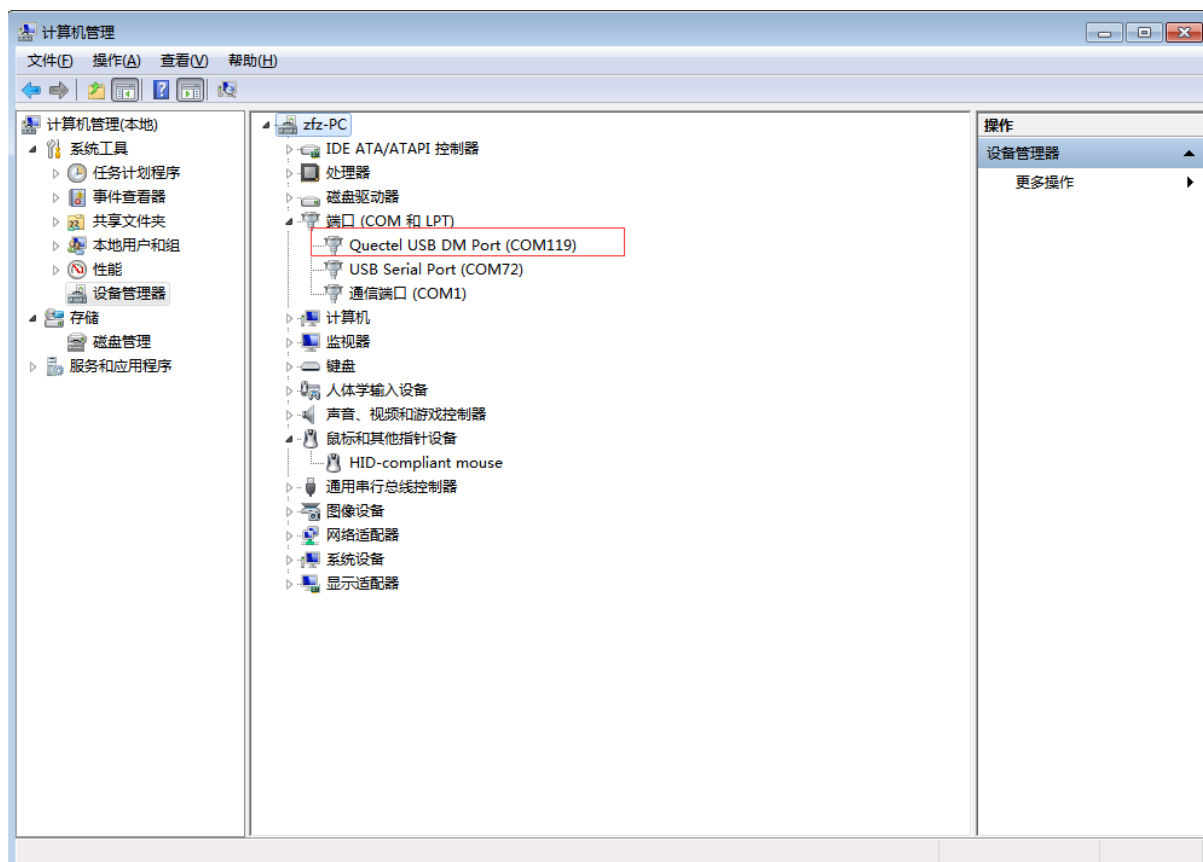 计算机管理
文件(F) 操作(A) 查看(V) 帮助(H)
计算机管理(本地)
系统工具
任务计划程序
事件查看器
共享文件夹
本地用户和组
性能
设备管理器
存储
磁盘管理
服务和应用程序
zfz-PC
IDE ATA/ATAPI 控制器
处理器
磁盘驱动器
端口 (COM 和 LPT)
Quectel USB DM Port (COM119)
USB Serial Port (COM72)
通信端口 (COM1)
计算机
监视器
键盘
人体学输入设备
声音、视频和游戏控制器
鼠标和其他指针设备
HID-compliant mouse
通用串行总线控制器
图像设备
网络适配器
系统设备
显示适配器
操作
设备管理器
更多操作